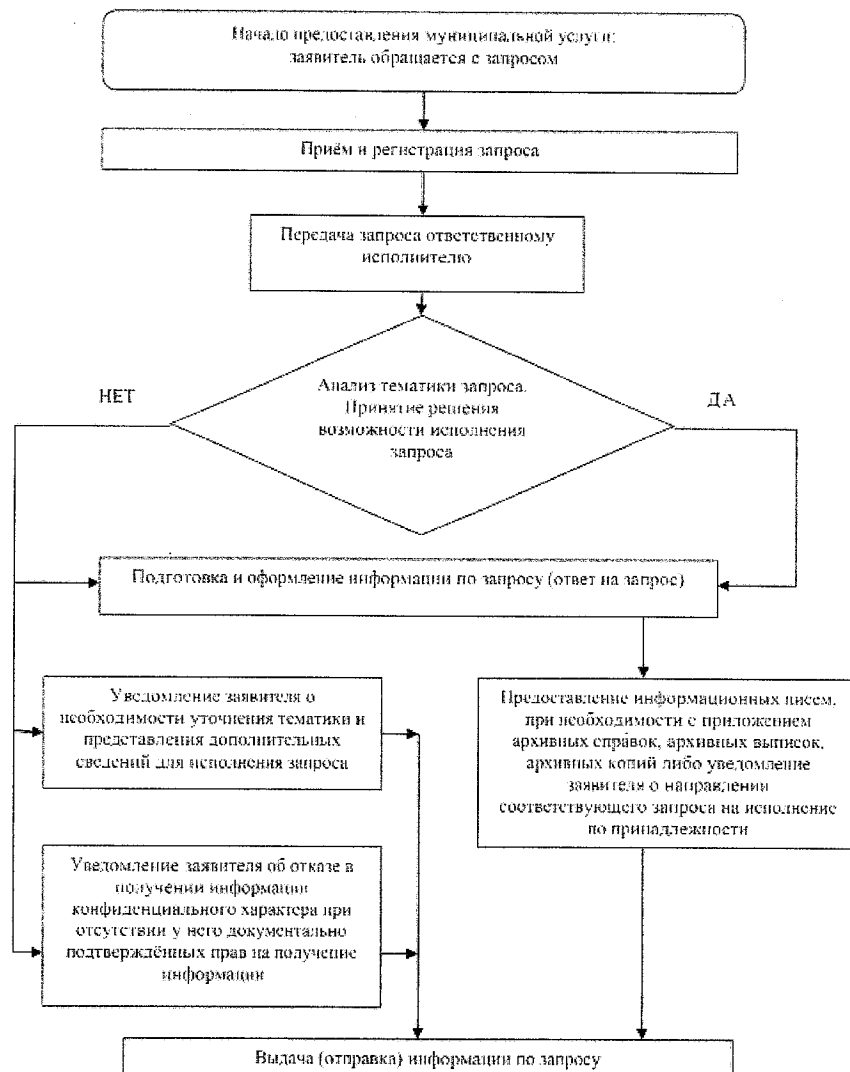 Начало предоставления муниципальной услуги:
заявитель обращается с запросом
Приём и регистрация запроса
Передача запроса ответственному
исполнителю
НЕТ
Анализ тематики запроса.
Принятие решения
возможности исполнения
запроса
ДА
Подготовка и оформление информации по запросу (ответ на запрос)
Уведомление заявителя о
необходимости уточнения тематики и
представления дополнительных
сведений для исполнения запроса
Предоставление информационных писем,
при необходимости с приложением
архивных справок, архивных выписок,
архивных копий либо уведомление
заявителя о направлении
соответствующего запроса на исполнение
по принадлежности
Уведомление заявителя об отказе в
получении информации
конфиденциального характера при
отсутствии у него документально
подтверждённых прав на получение
информации
Выдача (отправка) информации по запросу